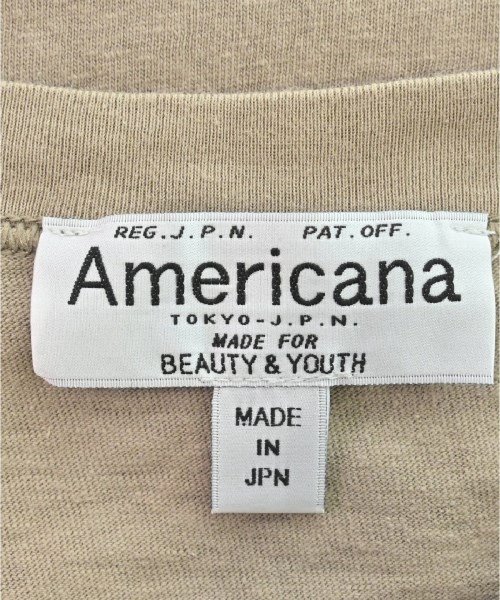 REG.J.P.N. PAT.OFF.
Americana
TOKYO-J.P.N.
MADE FOR
BEAUTY & YOUTH
MADE
IN
JPN